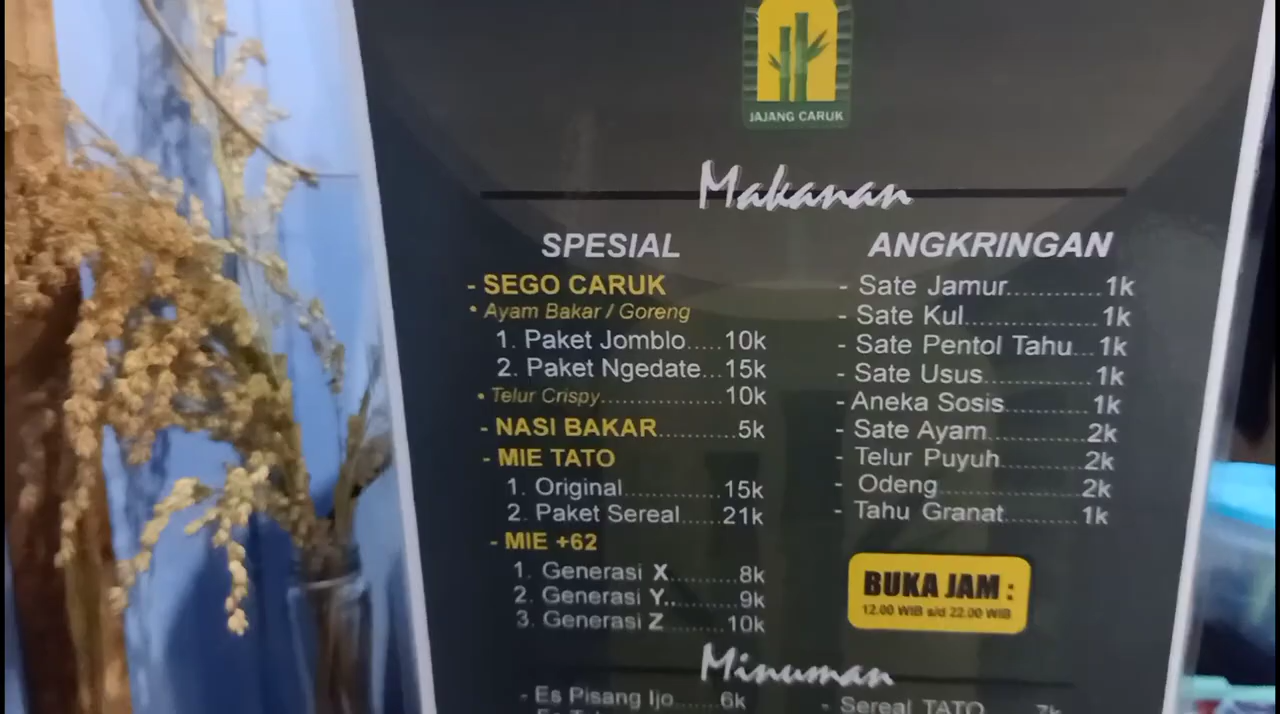 JAJANG CARUK
Makanan
SPESIAL
- SEGO CARUK
• Ayam Bakar / Goreng
1. Paket Jomblo.....10k
2. Paket Ngedate...15k
• Telur Crispy....................10k
- NASI BAKAR..........5k
- MIE TATO
1. Original..............15k
2. Paket Sereal.....21k
- MIE +62
1. Generasi X..........8k
2. Generasi Y..........9k
3. Generasi Z........10k
ANGKRINGAN
- Sate Jamur............1k
- Sate Kul.................1k
- Sate Pentol Tahu...1k
- Sate Usus..............1k
- Aneka Sosis...........1k
- Sate Ayam............2k
- Telur Puyuh...........2k
- Odeng...................2k
- Tahu Granat..........1k
BUKA JAM :
12.00 WIB s/d 22.00 WIB
Minuman
- Es Pisang Ijo......6k
- Sereal TATO 7k